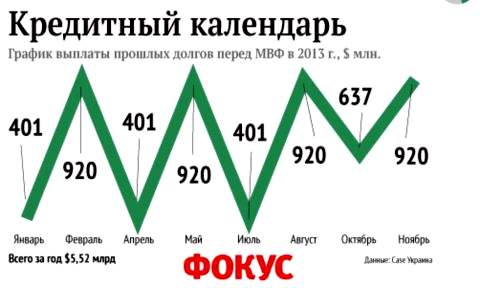 Кредитный календарь
График выплаты прошлых долгов перед МВФ в 2013 г., $ млн.
401
920
401
920
401
920
637
920
Январь Февраль Апрель Май Июль Август Октябрь Ноябрь
Всего за год $5,52 млрд
ФОКУС
Данные: Case Украина